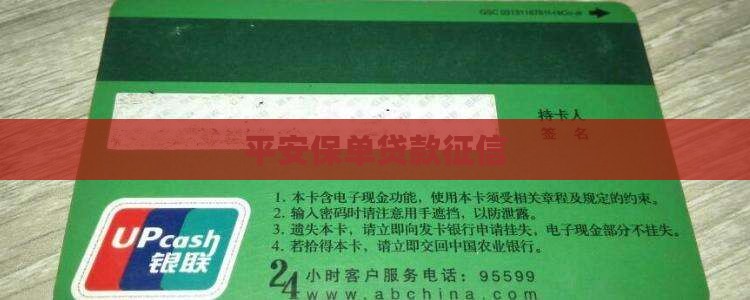 平安保单贷款征信
持卡人
签 名
1. 本卡含电子现金功能，使用本卡须受相关章程及规定的约束。
2. 输入密码时请注意用手遮挡，以防泄露。
3. 遗失本卡，请立即向发卡银行申请挂失，电子现金部分不挂失。
4. 若拾得本卡，请立即交回中国农业银行。
UPcash
银联
24小时客户服务电话：95599
www.abchina.com